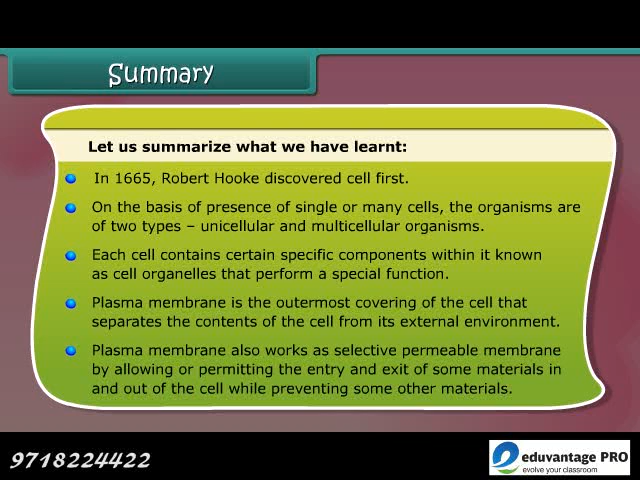 Summary
Let us summarize what we have learnt:
In 1665, Robert Hooke discovered cell first.
On the basis of presence of single or many cells, the organisms are
of two types – unicellular and multicellular organisms.
Each cell contains certain specific components within it known
as cell organelles that perform a special function.
Plasma membrane is the outermost covering of the cell that
separates the contents of the cell from its external environment.
Plasma membrane also works as selective permeable membrane
by allowing or permitting the entry and exit of some materials in
and out of the cell while preventing some other materials.
9718224422
eduvantage PRO
evolve your classroom